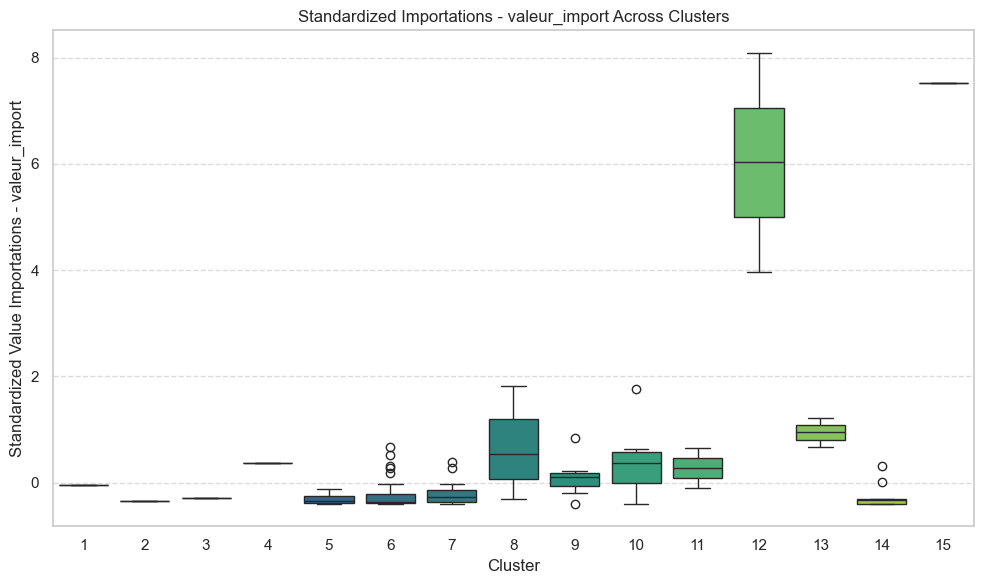 Standardized Importations - valeur_import Across Clusters
Standardized Value Importations - valeur_import
8
6
4
2
0
1 2 3 4 5 6 7 8 9 10 11 12 13 14 15
Cluster